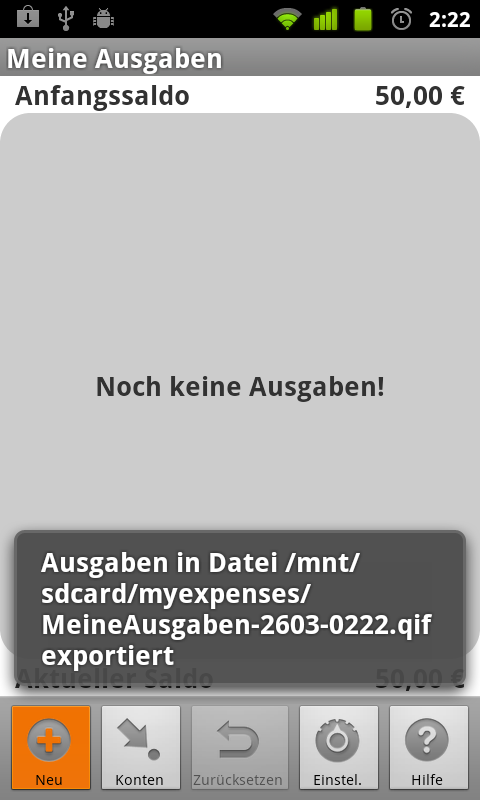 2:22
Meine Ausgaben
Anfangssaldo 50,00 €
Noch keine Ausgaben!
Ausgaben in Datei /mnt/
sdcard/myexpenses/
MeineAusgaben-2603-0222.qif
exportiert
Aktueller Saldo 50,00 €
Neu Konten Zurücksetzen Einstel. Hilfe